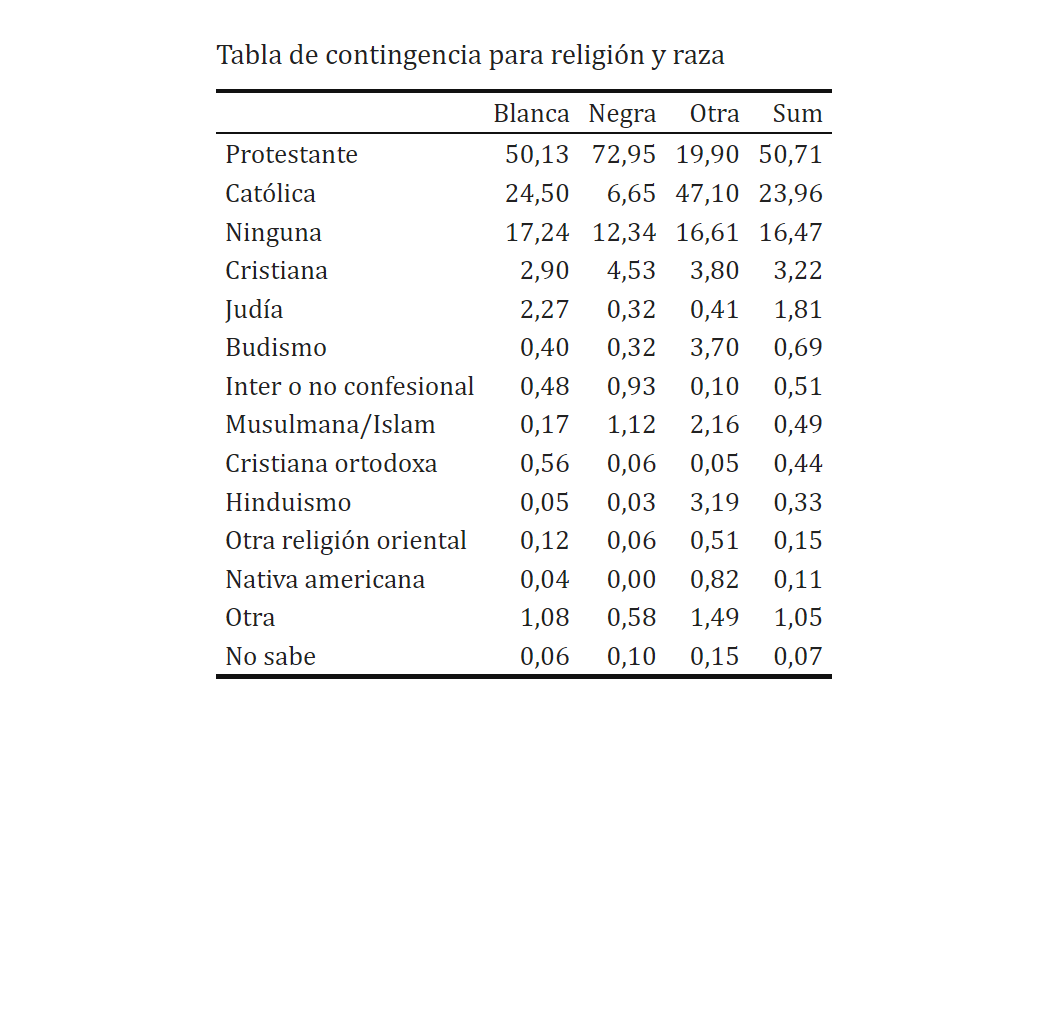 Tabla de contingencia para religión y raza
Blanca Negra Otra Sum
Protestante 50,13 72,95 19,90 50,71
Católica 24,50 6,65 47,10 23,96
Ninguna 17,24 12,34 16,61 16,47
Cristiana 2,90 4,53 3,80 3,22
Judía 2,27 0,32 0,41 1,81
Budismo 0,40 0,32 3,70 0,69
Inter o no confesional 0,48 0,93 0,10 0,51
Musulmana/Islam 0,17 1,12 2,16 0,49
Cristiana ortodoxa 0,56 0,06 0,05 0,44
Hinduismo 0,05 0,03 3,19 0,33
Otra religión oriental 0,12 0,06 0,51 0,15
Nativa americana 0,04 0,00 0,82 0,11
Otra 1,08 0,58 1,49 1,05
No sabe 0,06 0,10 0,15 0,07